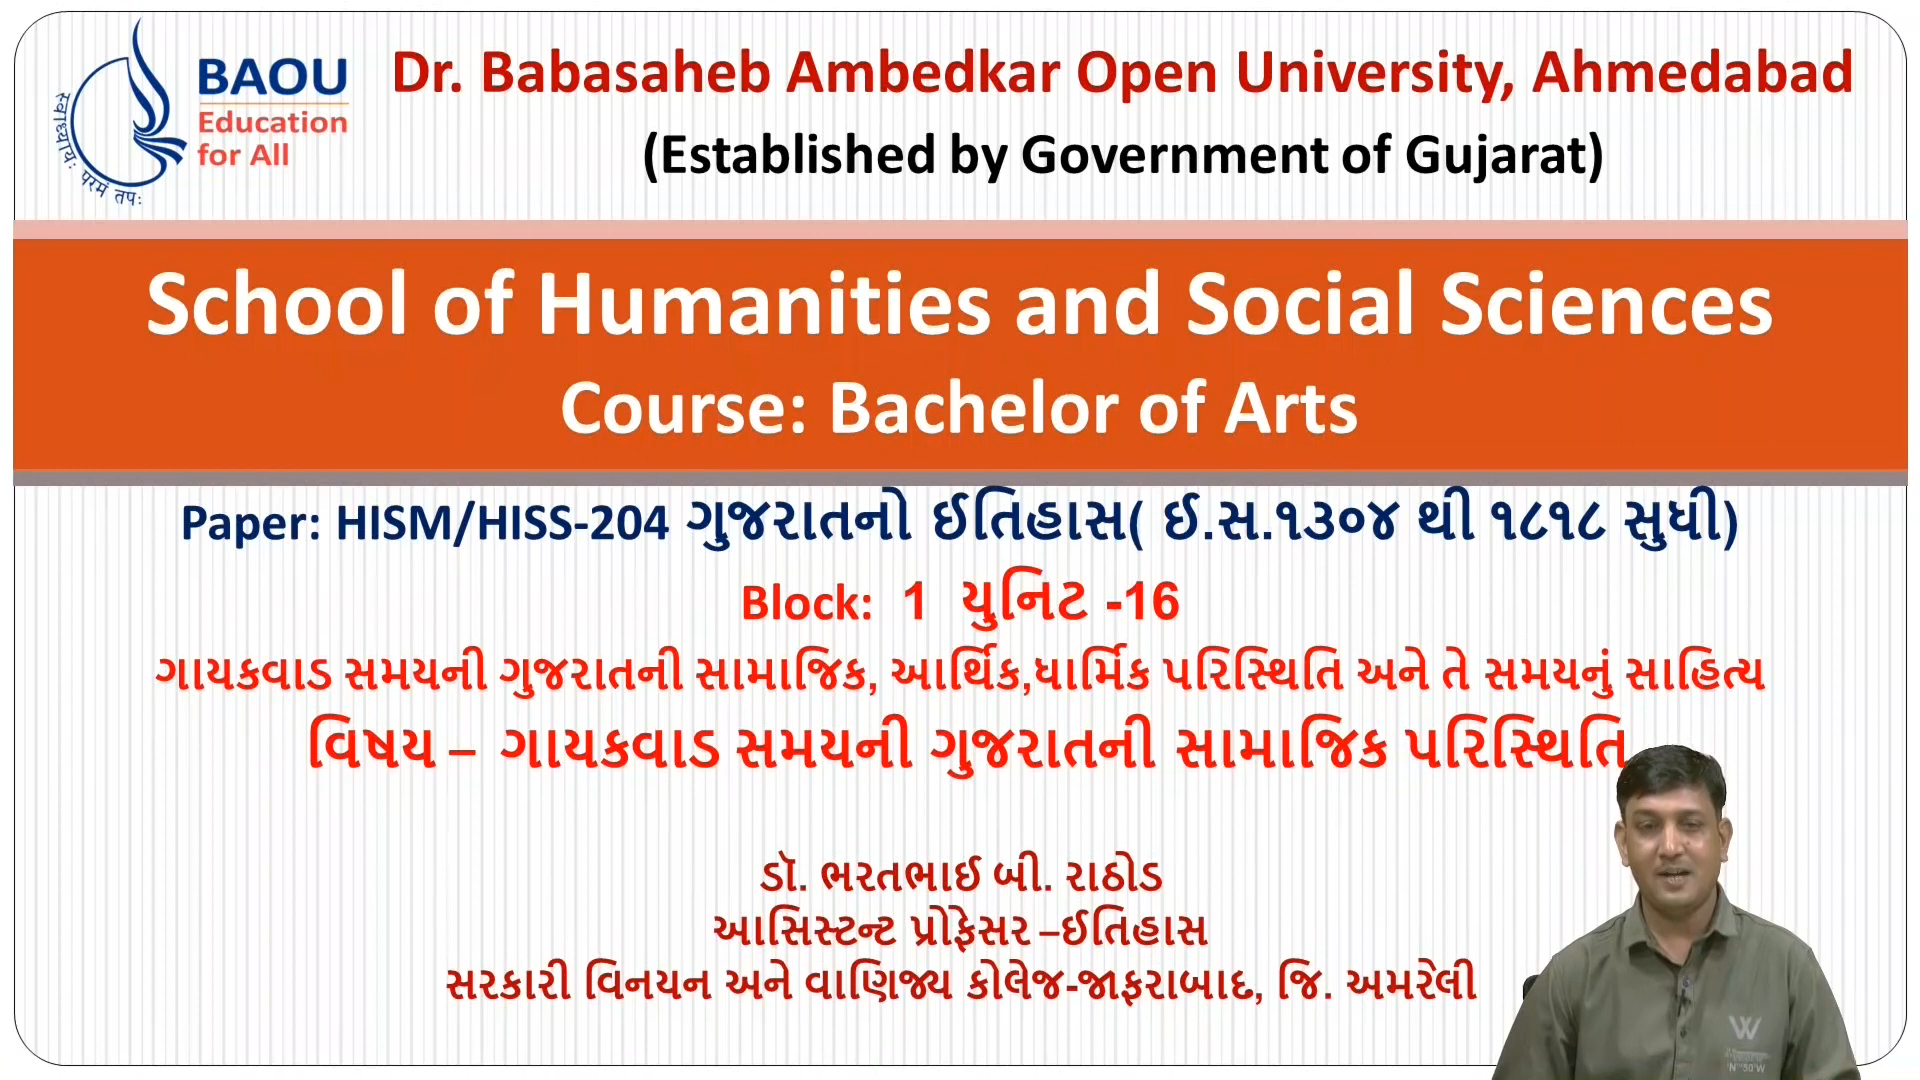 BAOU
Education
for All
स्वाध्यायः परमं तपः
Dr. Babasaheb Ambedkar Open University, Ahmedabad
(Established by Government of Gujarat)
School of Humanities and Social Sciences
Course: Bachelor of Arts
Paper: HISM/HISS-204 ગુજરાતનો ઈતિહાસ( ઈ.સ.૧૩૦૪ થી ૧૮૧૮ સુધી)
Block: 1 યુનિટ -16
ગાયકવાડ સમયની ગુજરાતની સામાજિક, આર્થિક,ધાર્મિક પરિસ્થિતિ અને તે સમયનું સાહિત્ય
વિષય – ગાયકવાડ સમયની ગુજરાતની સામાજિક પરિસ્થિતિ
ડૉ. ભરતભાઈ બી. રાઠોડ
આસિસ્ટન્ટ પ્રોફેસર –ઈતિહાસ
સરકારી વિનયન અને વાણિજ્ય કોલેજ-જાફરાબાદ, જિ. અમરેલી
W